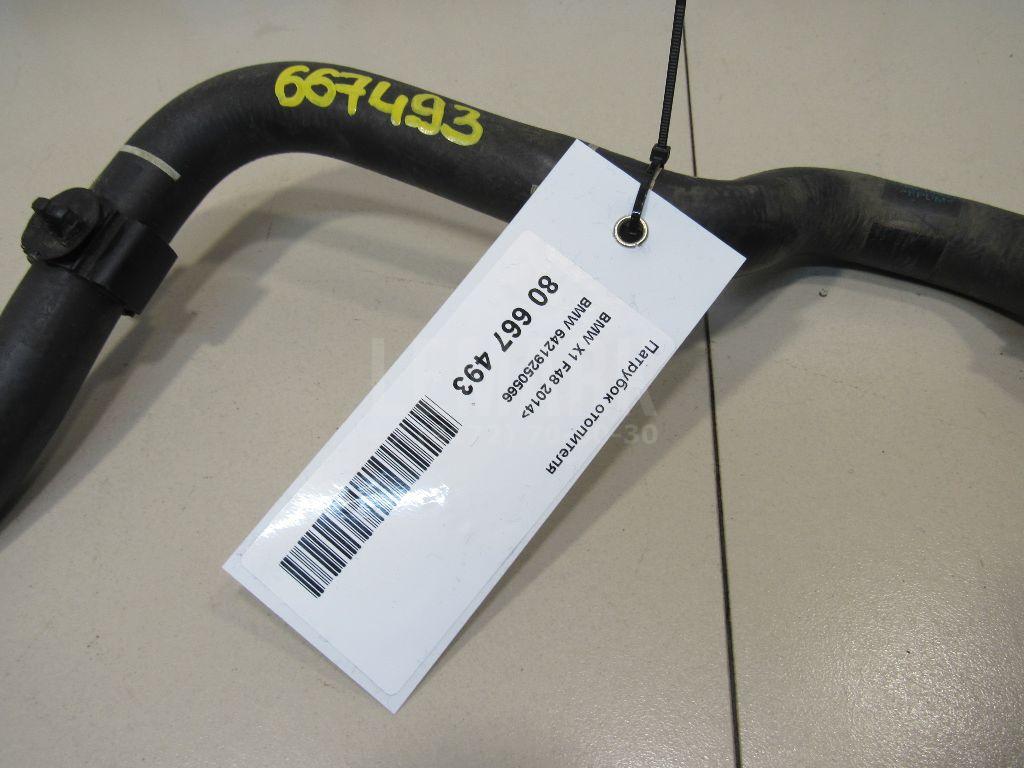 667493
Патрубок отопителя
BMW X1 F48 2014>
BMW 64219250566
80 667 493